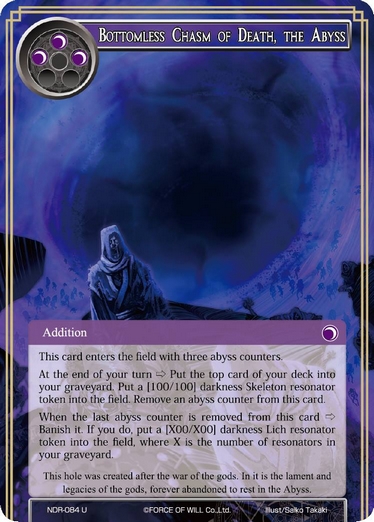 Bottomless Chasm of Death, the Abyss
Addition
This card enters the field with three abyss counters.
At the end of your turn ⇨ Put the top card of your deck into
your graveyard. Put a [100/100] darkness Skeleton resonator
token into the field. Remove an abyss counter from this card.
When the last abyss counter is removed from this card ⇨
Banish it. If you do, put a [X00/X00] darkness Lich resonator
token into the field, where X is the number of resonators in
your graveyard.
This hole was created after the war of the gods. In it is the lament and
legacies of the gods, forever abandoned to rest in the Abyss.
NDR-084 U ©FORCE OF WILL Co.,Ltd. Illust/Saiko Takaki